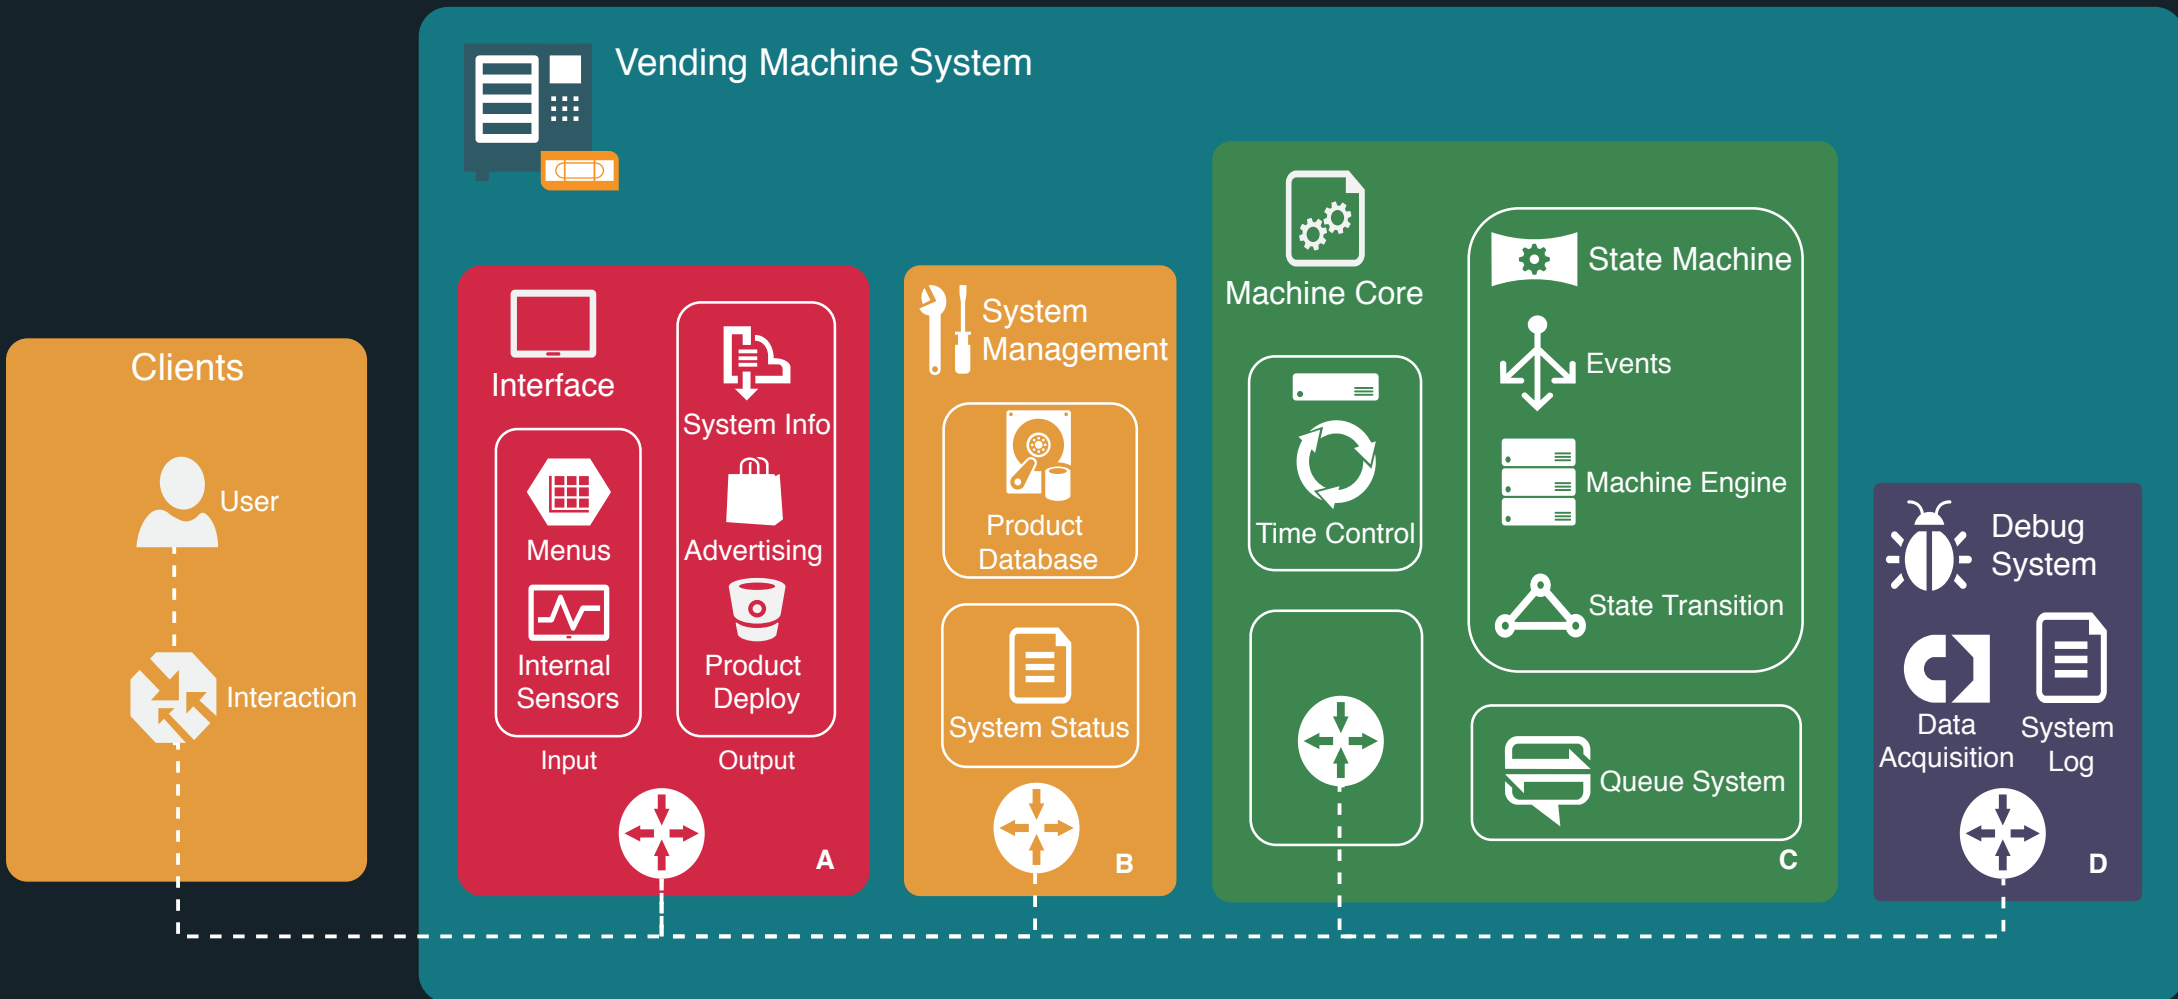 Vending Machine System
Clients
User
Interaction
Interface
Menus
Internal
Sensors
Input
System Info
Advertising
Product
Deploy
Output
A
System
Management
Product
Database
System Status
B
Machine Core
Time Control
State Machine
Events
Machine Engine
State Transition
Queue System
C
Debug
System
Data
Acquisition
System
Log
D